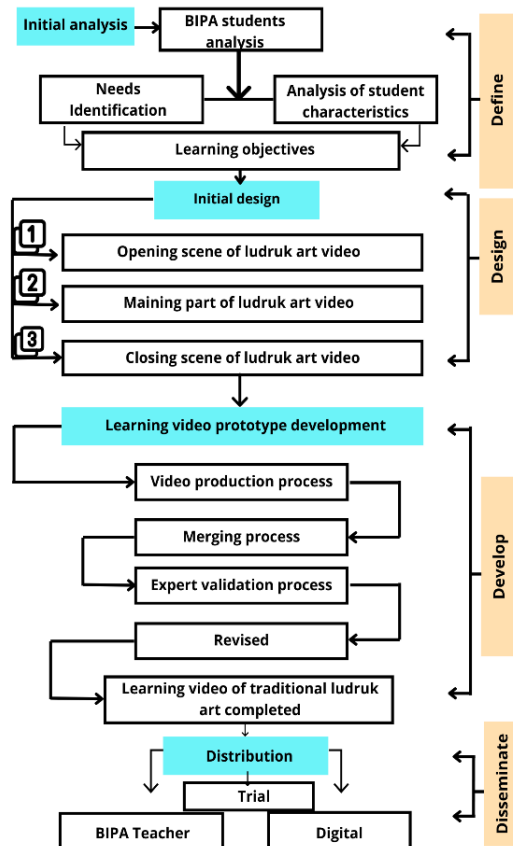 Initial analysis
BIPA students
analysis
Needs
Identification
Analysis of student
characteristics
Learning objectives
Define
Initial design
1
Opening scene of ludruk art video
2
Maining part of ludruk art video
3
Closing scene of ludruk art video
Design
Learning video prototype development
Video production process
Merging process
Expert validation process
Revised
Learning video of traditional ludruk
art completed
Develop
Distribution
Trial
BIPA Teacher
Digital
Disseminate